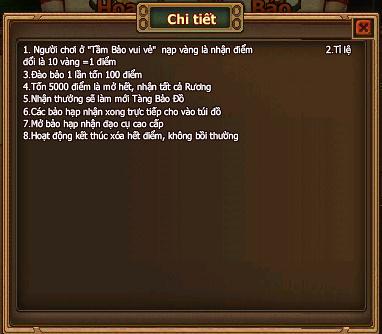 Hoạ Bảo
Chi tiết
1. Người chơi ở "Tầm Bảo vui vẻ" nạp vàng là nhận điểm 2.Tỉ lệ
đổi là 10 vàng =1 điểm
3.Đào bảo 1 lần tốn 100 điểm
4.Tốn 5000 điểm là mở hết, nhận tất cả Rương
5.Nhận thưởng sẽ làm mới Tàng Bảo Đồ
6.Các bảo hạp nhận xong trực tiếp cho vào túi đồ
7.Mở bảo hạp nhận đạo cụ cao cấp
8.Hoạt động kết thúc xóa hết điểm, không bồi thường